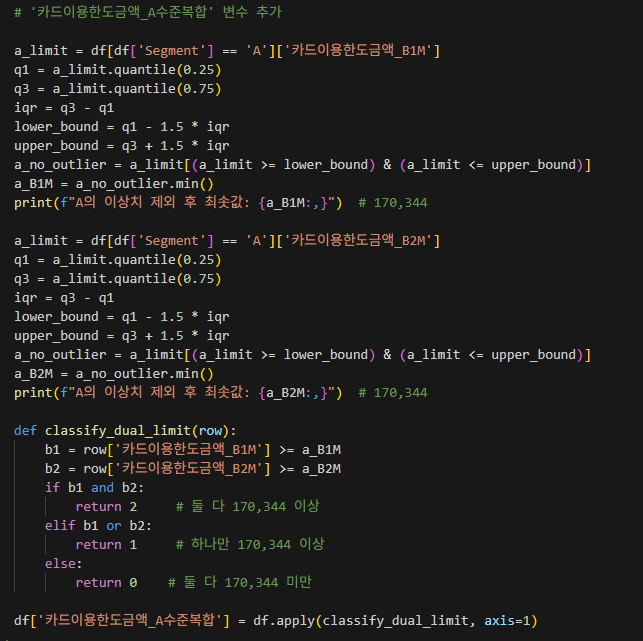 # '카드이용한도금액_A수준복합' 변수 추가
a_limit = df[df['Segment'] == 'A']['카드이용한도금액_B1M']
q1 = a_limit.quantile(0.25)
q3 = a_limit.quantile(0.75)
iqr = q3 - q1
lower_bound = q1 - 1.5 * iqr
upper_bound = q3 + 1.5 * iqr
a_no_outlier = a_limit[(a_limit >= lower_bound) & (a_limit <= upper_bound)]
a_B1M = a_no_outlier.min()
print(f"A의 이상치 제외 후 최솟값: {a_B1M:,}")  # 170,344
a_limit = df[df['Segment'] == 'A']['카드이용한도금액_B2M']
q1 = a_limit.quantile(0.25)
q3 = a_limit.quantile(0.75)
iqr = q3 - q1
lower_bound = q1 - 1.5 * iqr
upper_bound = q3 + 1.5 * iqr
a_no_outlier = a_limit[(a_limit >= lower_bound) & (a_limit <= upper_bound)]
a_B2M = a_no_outlier.min()
print(f"A의 이상치 제외 후 최솟값: {a_B2M:,}")  # 170,344
def classify_dual_limit(row):
    b1 = row['카드이용한도금액_B1M'] >= a_B1M
    b2 = row['카드이용한도금액_B2M'] >= a_B2M
    if b1 and b2:
        return 2     # 둘 다 170,344 이상
    elif b1 or b2:
        return 1     # 하나만 170,344 이상
    else:
        return 0    # 둘 다 170,344 미만
df['카드이용한도금액_A수준복합'] = df.apply(classify_dual_limit, axis=1)